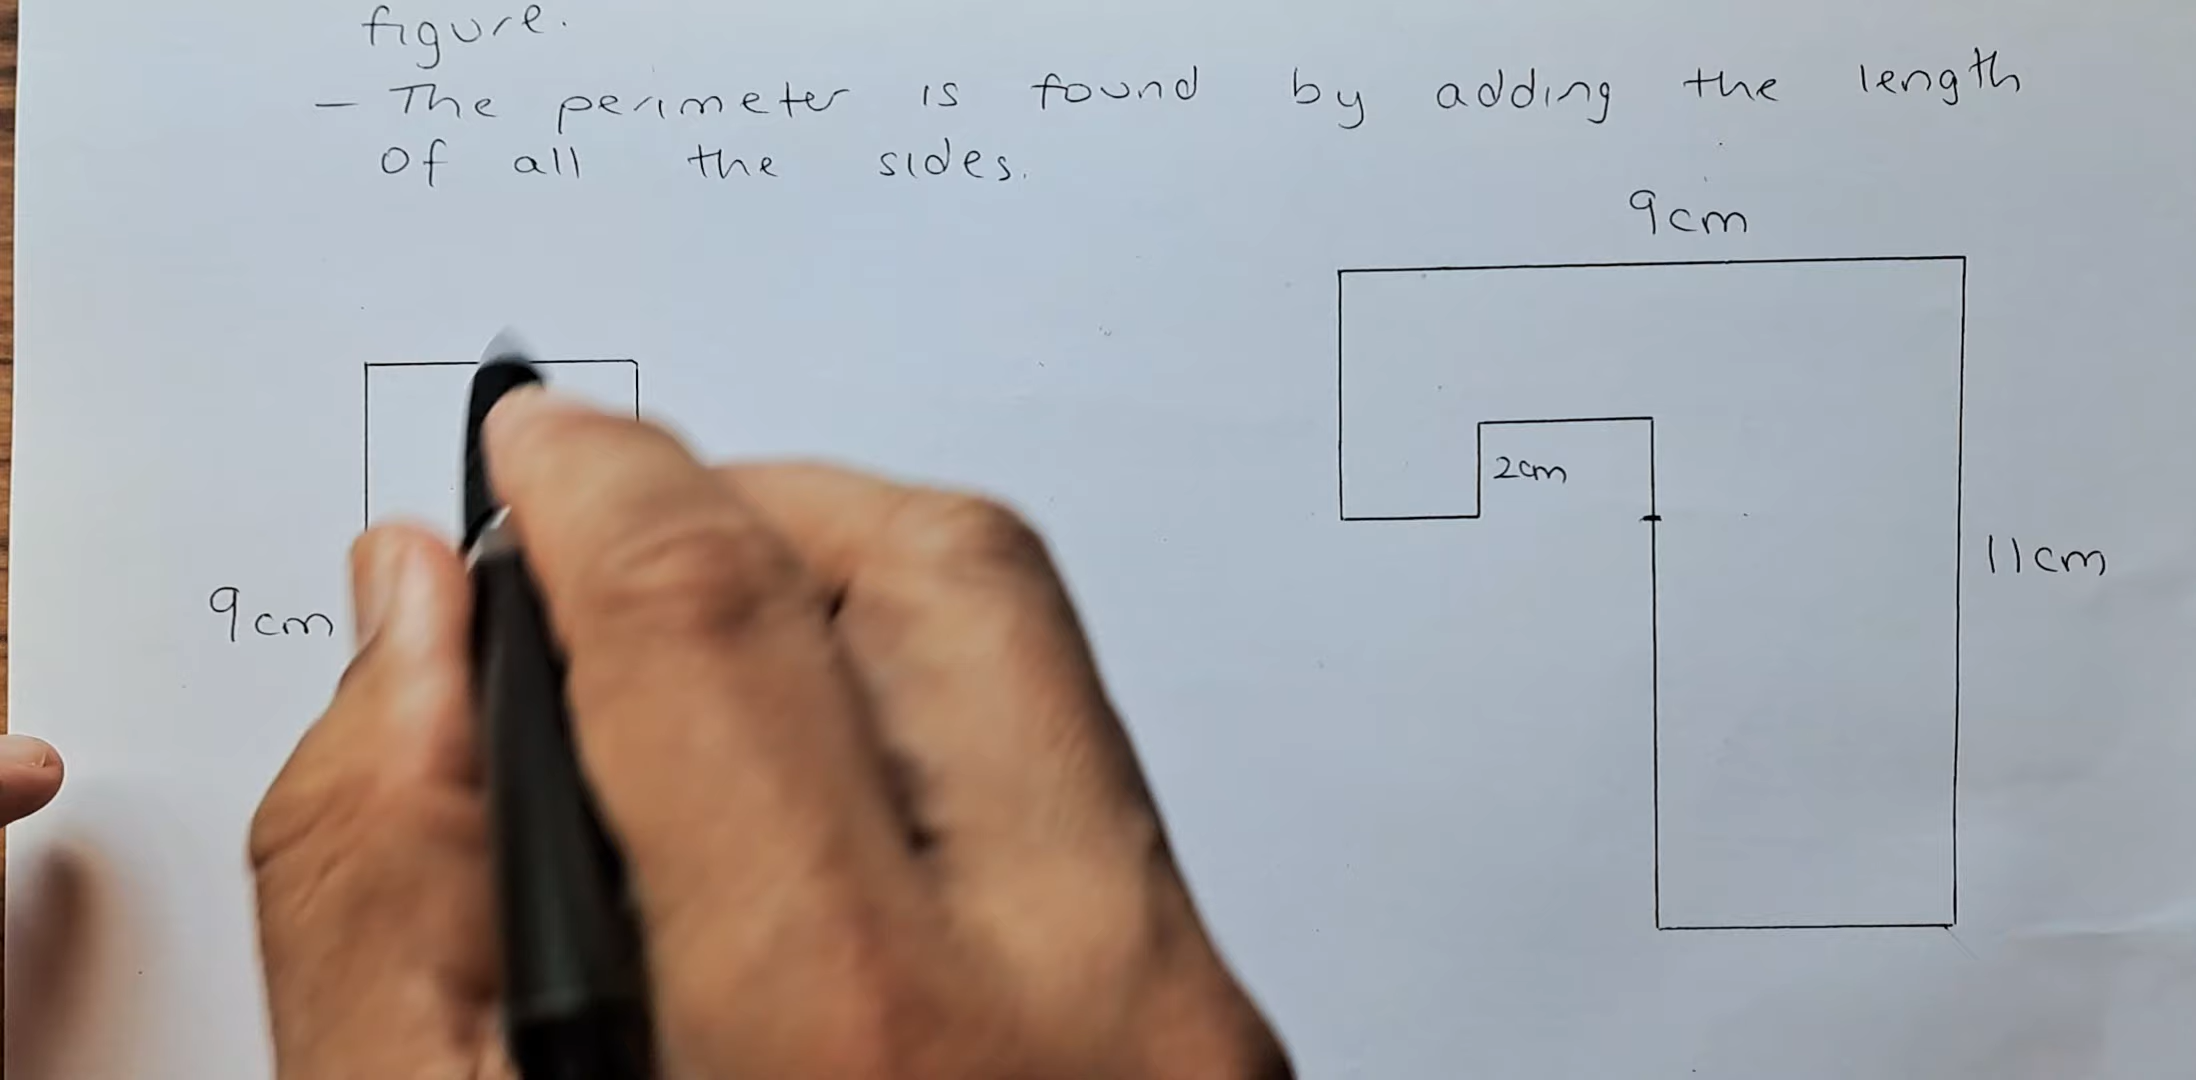 figure.
- The perimeter is found by adding the length
of all the sides.
9cm
2cm
11cm
9cm